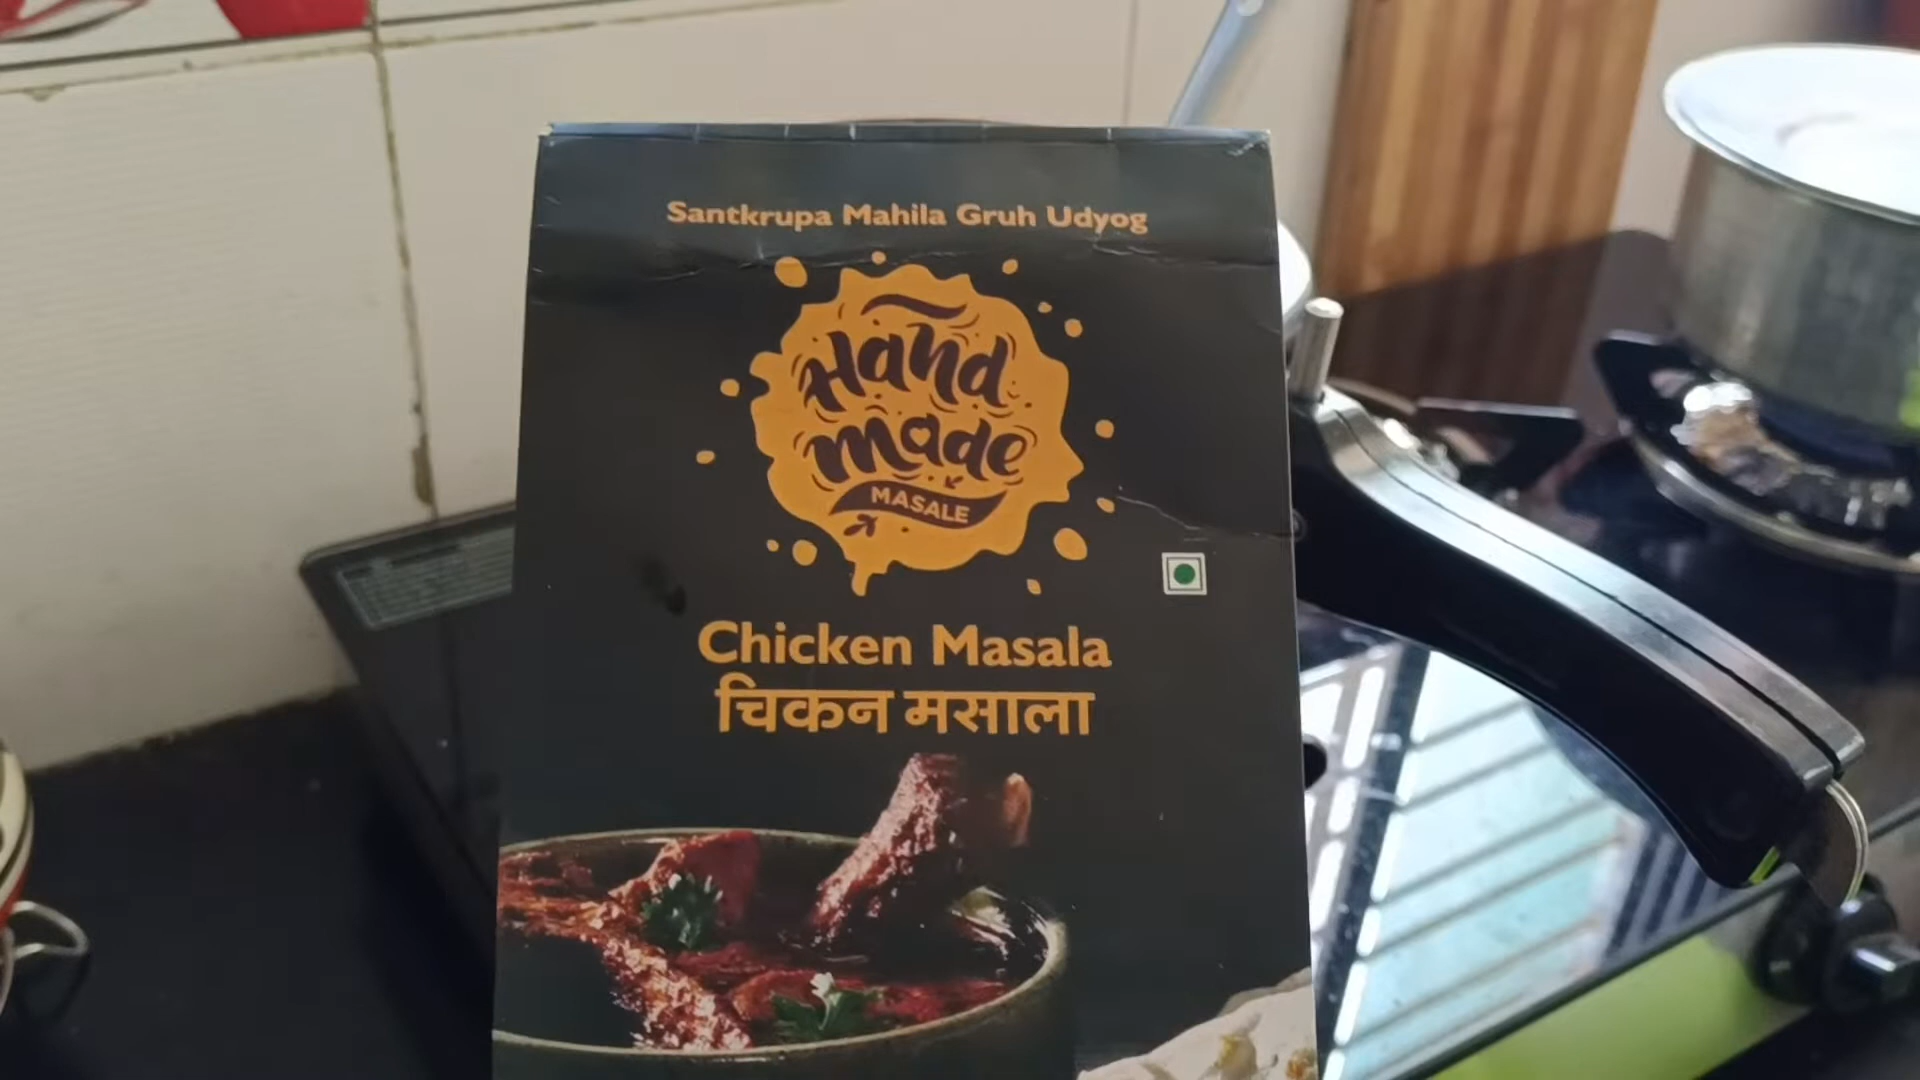 Santkrupa Mahila Gruh Udyog
Hand
made
MASALE
Chicken Masala
चिकन मसाला